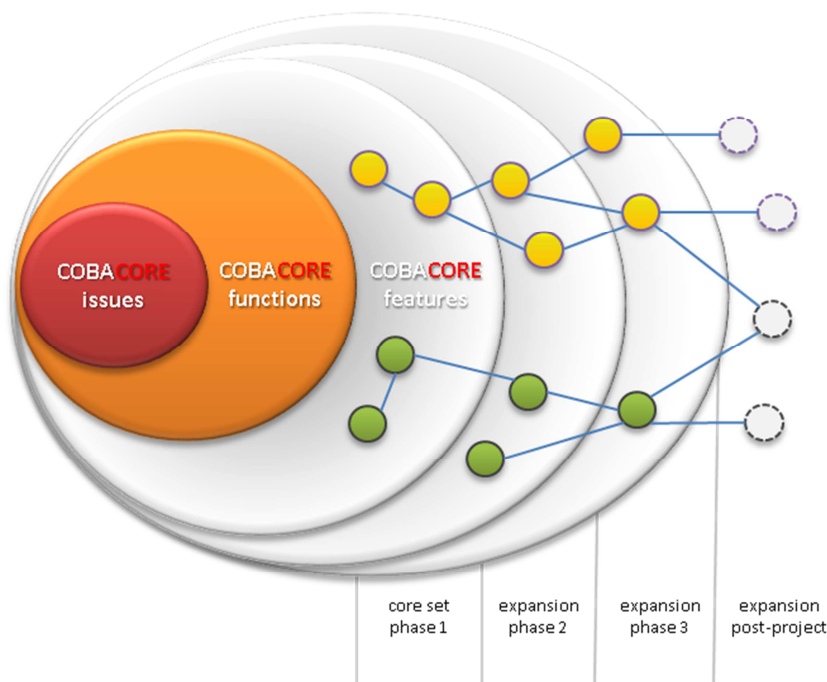 COBACORE
issues
COBACORE
functions
COBACORE
features
core set
phase 1
expansion
phase 2
expansion
phase 3
expansion
post-project